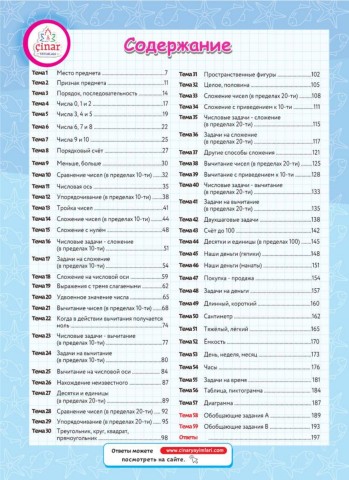 çınar
Содержание
Тема 1 Место предмета 7
Тема 2 Признак предмета 11
Тема 3 Порядок, последовательность 14
Тема 4 Числа 0, 1 и 2 17
Тема 5 Числа 3, 4 и 5 19
Тема 6 Числа 6, 7 и 8 22
Тема 7 Числа 9 и 10 25
Тема 8 Порядковый счёт 28
Тема 9 Меньше, больше 30
Тема 10 Сравнение чисел (в пределах 10-ти) 32
Тема 11 Числовая ось 35
Тема 12 Упорядочивание (в пределах 10-ти) 38
Тема 13 Тройка чисел 41
Тема 14 Сложение чисел (в пределах 10-ти) 44
Тема 15 Сложение с нулём 48
Тема 16 Числовые задачи - сложение
(в пределах 10-ти) 51
Тема 17 Задачи на сложение
(в пределах 10-ти) 54
Тема 18 Сложение на числовой оси 59
Тема 19 Выражения с тремя слагаемыми 62
Тема 20 Удвоенное значение числа 65
Тема 21 Вычитание чисел (в пределах 10-ти) 68
Тема 22 Когда в действии вычитания получается
ноль? 74
Тема 23 Числовые задачи - вычитание
(в пределах 10-ти) 77
Тема 24 Задачи на вычитание
(в пределах 10-ти) 80
Тема 25 Вычитание на числовой оси 84
Тема 26 Нахождение неизвестного 87
Тема 27 Десятки и единицы
(в пределах 20-ти) 89
Тема 28 Сравнение чисел (в пределах 20-ти) 92
Тема 29 Упорядочивание (в пределах 20-ти) 95
Тема 30 Треугольник, круг, квадрат,
прямоугольник 98
Тема 31 Пространственные фигуры 102
Тема 32 Целое, половина 105
Тема 33 Сложение чисел (в пределах 20-ти) 108
Тема 34 Сложение с приведением к 10-ти 111
Тема 35 Числовые задачи - сложение
(в пределах 20-ти) 115
Тема 36 Задачи на сложение
(в пределах 20-ти) 117
Тема 37 Другие способы сложения 121
Тема 38 Вычитание чисел (в пределах 20-ти) 125
Тема 39 Вычитание с приведением к 10-ти 128
Тема 40 Числовые задачи - вычитание
(в пределах 20-ти) 133
Тема 41 Задачи на вычитание
(в пределах 20-ти) 138
Тема 42 Двухшаговые задачи 142
Тема 43 Счёт до 100 142
Тема 44 Десятки и единицы (в пределах 100) 145
Тема 45 Наши деньги (гяпики) 148
Тема 46 Наши деньги (манаты) 151
Тема 47 Покупка - продажа 154
Тема 48 Задачи на деньги 157
Тема 49 Длинный, короткий 160
Тема 50 Сантиметр 162
Тема 51 Тяжёлый, лёгкий 165
Тема 52 Ёмкость 170
Тема 53 День, неделя, месяц 173
Тема 54 Часы 176
Тема 55 Задачи на время 181
Тема 56 Таблица, пиктограмма 184
Тема 57 Диаграмма 187
Тема 58 Обобщающие задания А 189
Тема 59 Обобщающие задания В 193
Ответы 197
Ответы можете
посмотреть на сайте.
www.cinaryayinlari.com